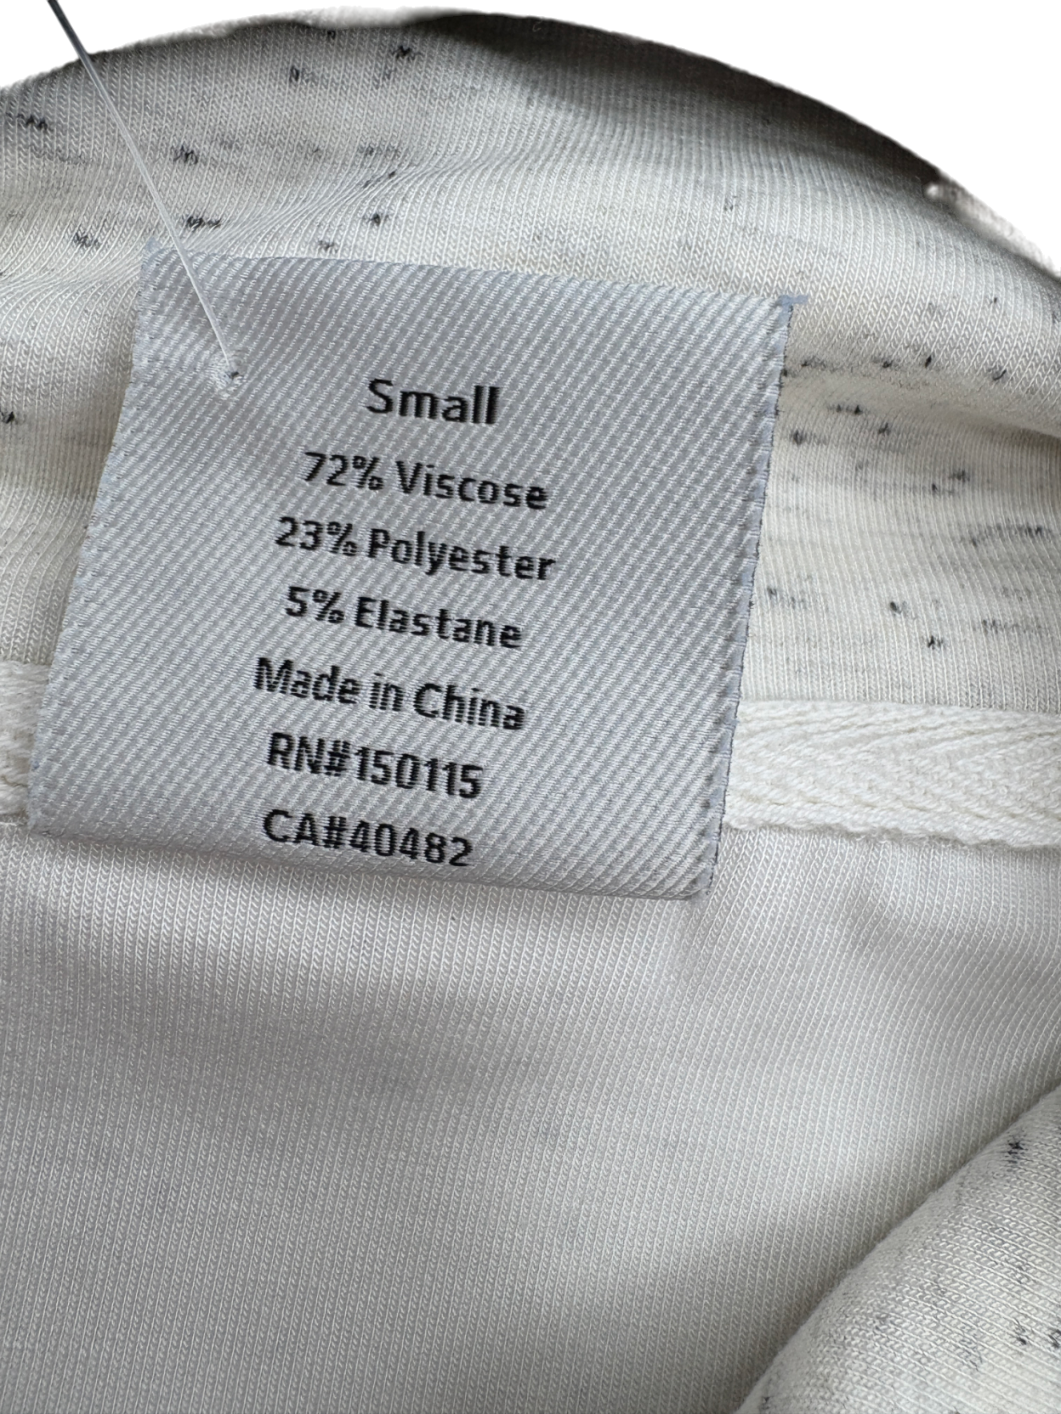 Small
72% Viscose
23% Polyester
5% Elastane
Made in China
RN#150115
CA#40482